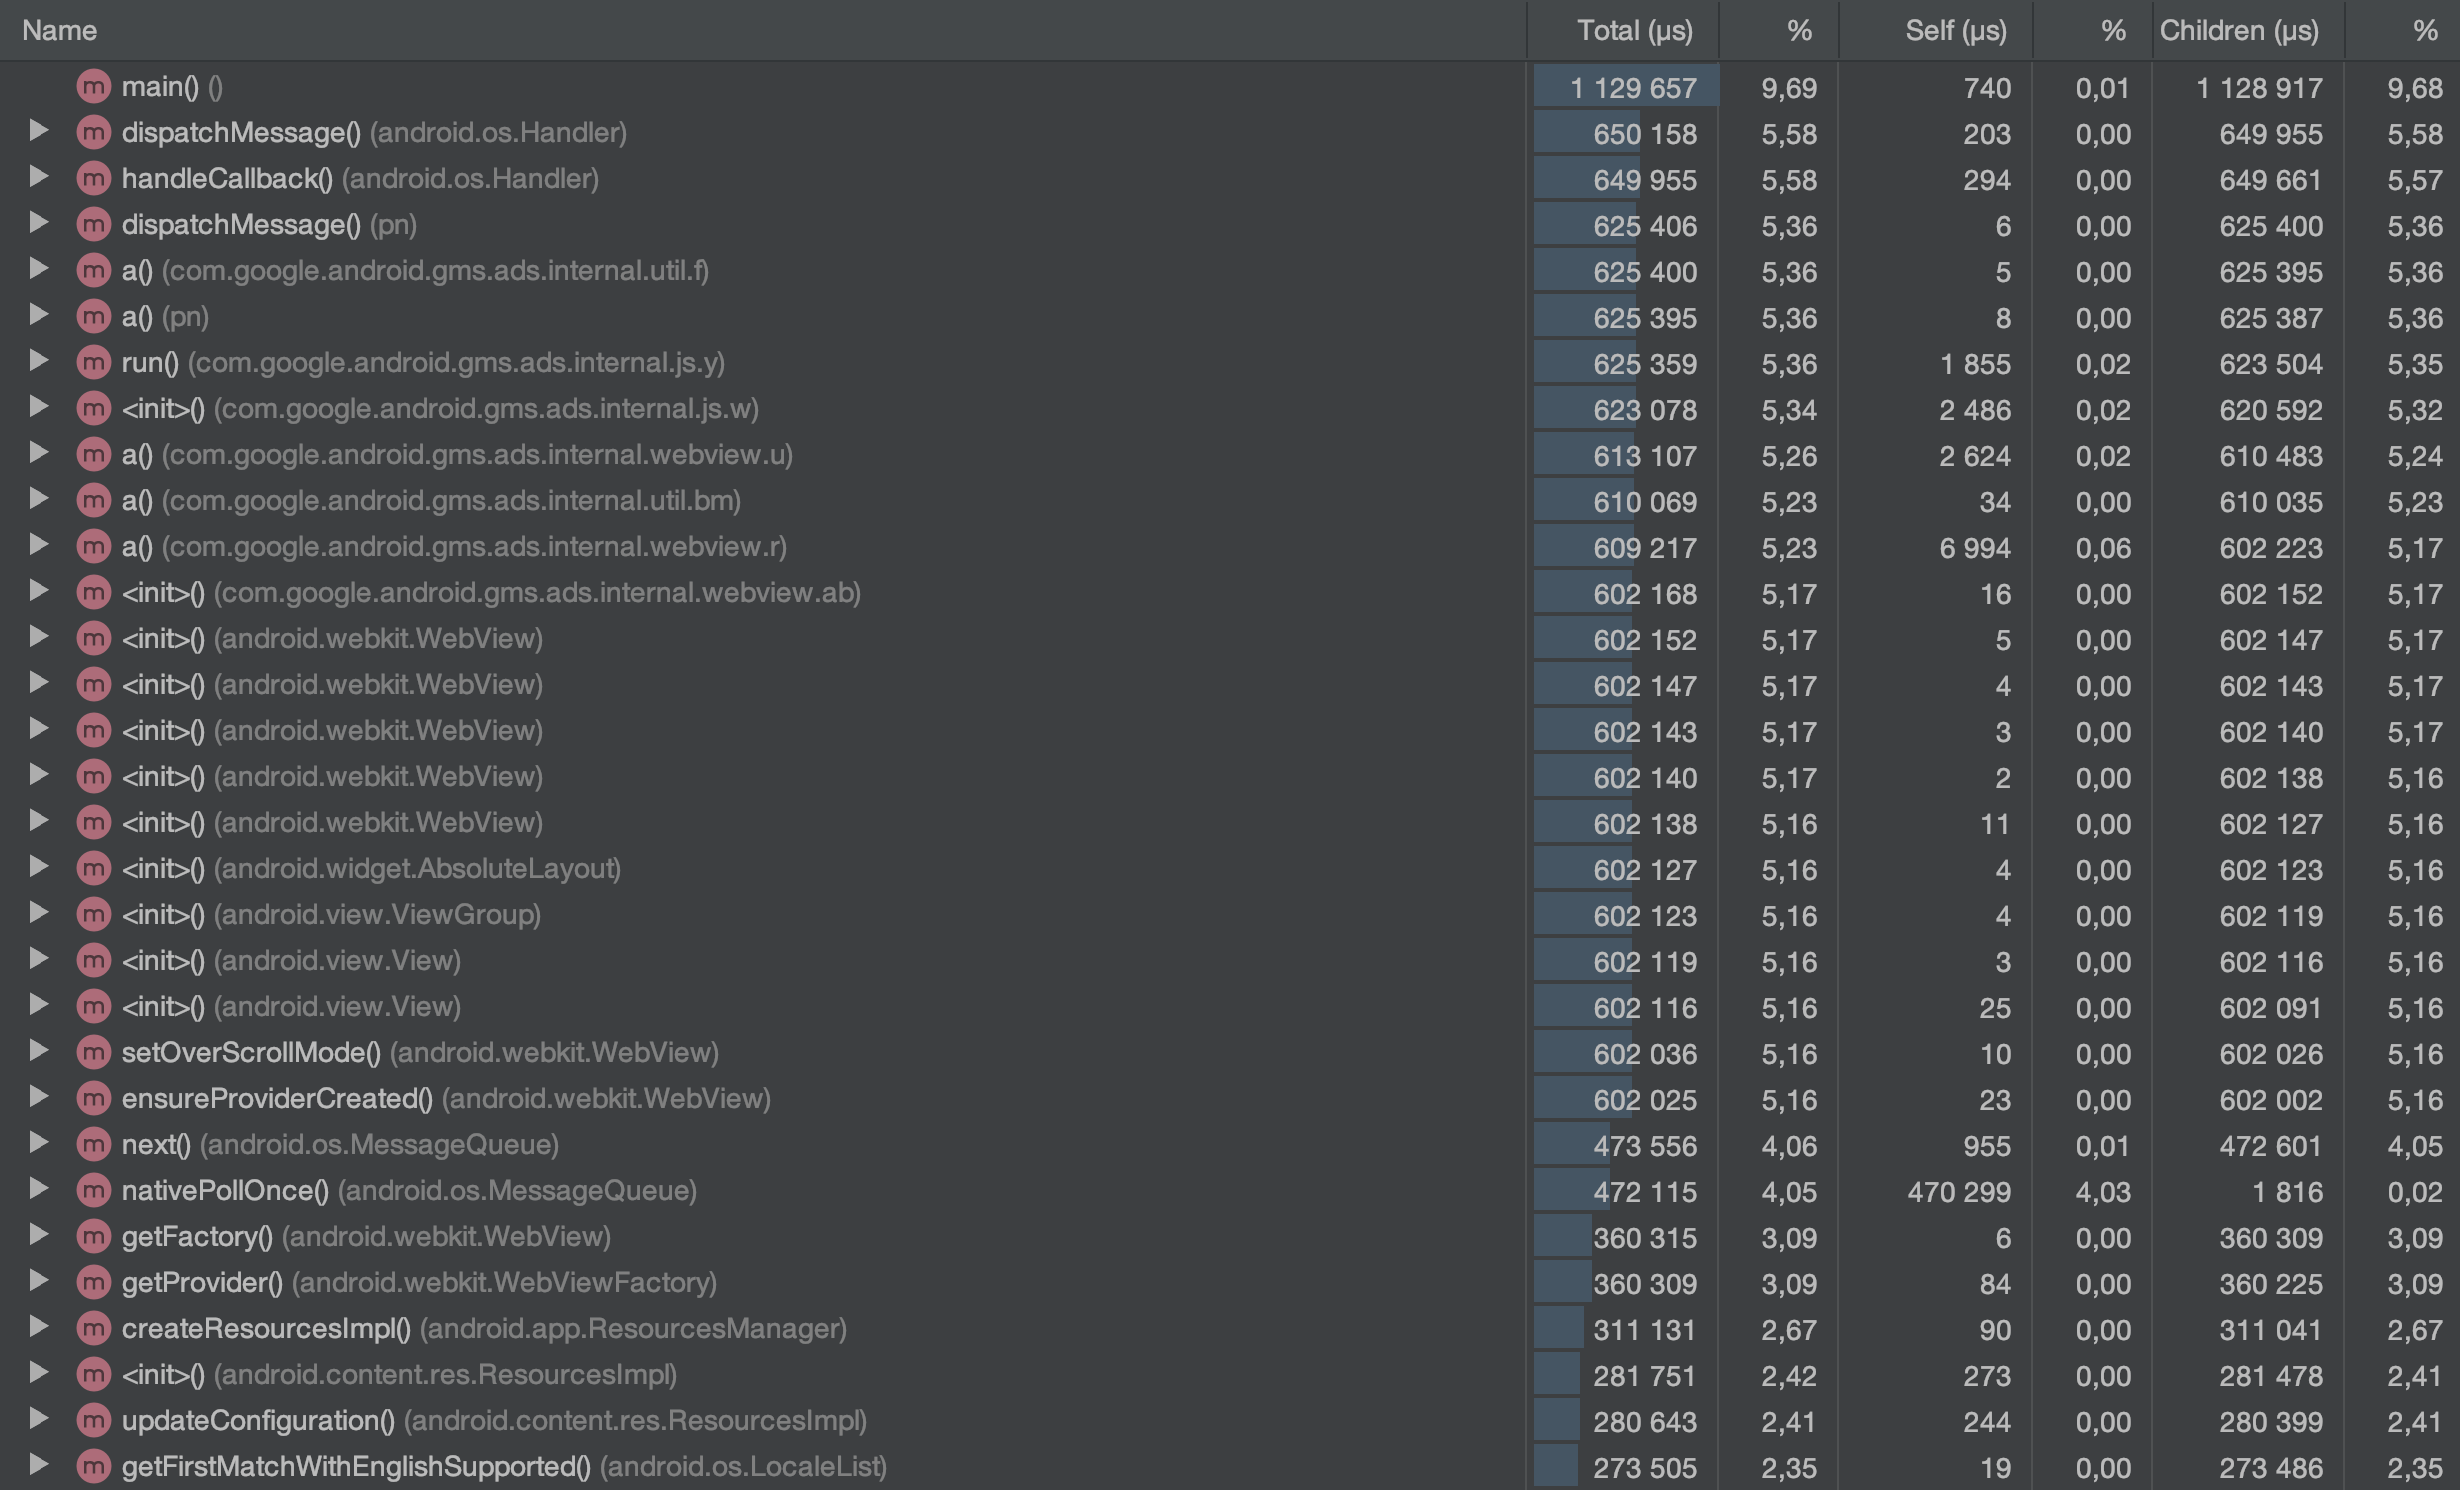 Name Total (µs) % Self (µs) % Children (µs) %
m main() () 1 129 657 9,69 740 0,01 1 128 917 9,68
m dispatchMessage() (android.os.Handler) 650 158 5,58 203 0,00 649 955 5,58
m handleCallback() (android.os.Handler) 649 955 5,58 294 0,00 649 661 5,57
m dispatchMessage() (pn) 625 406 5,36 6 0,00 625 400 5,36
m a() (com.google.android.gms.ads.internal.util.f) 625 400 5,36 5 0,00 625 395 5,36
m a() (pn) 625 395 5,36 8 0,00 625 387 5,36
m run() (com.google.android.gms.ads.internal.js.y) 625 359 5,36 1 855 0,02 623 504 5,35
m <init>() (com.google.android.gms.ads.internal.js.w) 623 078 5,34 2 486 0,02 620 592 5,32
m a() (com.google.android.gms.ads.internal.webview.u) 613 107 5,26 2 624 0,02 610 483 5,24
m a() (com.google.android.gms.ads.internal.util.bm) 610 069 5,23 34 0,00 610 035 5,23
m a() (com.google.android.gms.ads.internal.webview.r) 609 217 5,23 6 994 0,06 602 223 5,17
m <init>() (com.google.android.gms.ads.internal.webview.ab) 602 168 5,17 16 0,00 602 152 5,17
m <init>() (android.webkit.WebView) 602 152 5,17 5 0,00 602 147 5,17
m <init>() (android.webkit.WebView) 602 147 5,17 4 0,00 602 143 5,17
m <init>() (android.webkit.WebView) 602 143 5,17 3 0,00 602 140 5,17
m <init>() (android.webkit.WebView) 602 140 5,17 2 0,00 602 138 5,16
m <init>() (android.webkit.WebView) 602 138 5,16 11 0,00 602 127 5,16
m <init>() (android.widget.AbsoluteLayout) 602 127 5,16 4 0,00 602 123 5,16
m <init>() (android.view.ViewGroup) 602 123 5,16 4 0,00 602 119 5,16
m <init>() (android.view.View) 602 119 5,16 3 0,00 602 116 5,16
m <init>() (android.view.View) 602 116 5,16 25 0,00 602 091 5,16
m setOverScrollMode() (android.webkit.WebView) 602 036 5,16 10 0,00 602 026 5,16
m ensureProviderCreated() (android.webkit.WebView) 602 025 5,16 23 0,00 602 002 5,16
m next() (android.os.MessageQueue) 473 556 4,06 955 0,01 472 601 4,05
m nativePollOnce() (android.os.MessageQueue) 472 115 4,05 470 299 4,03 1 816 0,02
m getFactory() (android.webkit.WebView) 360 315 3,09 6 0,00 360 309 3,09
m getProvider() (android.webkit.WebViewFactory) 360 309 3,09 84 0,00 360 225 3,09
m createResourcesImpl() (android.app.ResourcesManager) 311 131 2,67 90 0,00 311 041 2,67
m <init>() (android.content.res.ResourcesImpl) 281 751 2,42 273 0,00 281 478 2,41
m updateConfiguration() (android.content.res.ResourcesImpl) 280 643 2,41 244 0,00 280 399 2,41
m getFirstMatchWithEnglishSupported() (android.os.LocaleList) 273 505 2,35 19 0,00 273 486 2,35